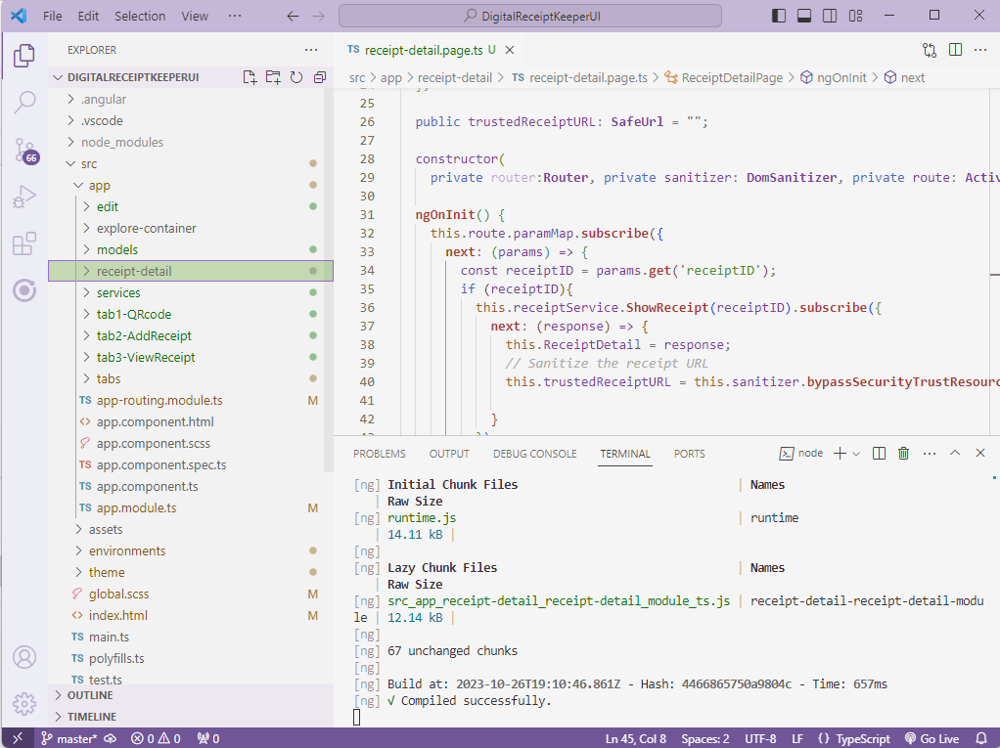 File Edit Selection View ··· DigitalReceiptKeeperUI
EXPLORER ···
DIGITALRECEIPTKEEPERUI
.angular
.vscode
node_modules
src
app
edit
explore-container
models
receipt-detail
services
tab1-QRcode
tab2-AddReceipt
tab3-ViewReceipt
tabs
TS app-routing.module.ts M
<> app.component.html
app.component.scss
TS app.component.spec.ts
TS app.component.ts
TS app.module.ts M
assets
environments
theme
global.scss M
<> index.html M
TS main.ts
TS polyfills.ts
TS test.ts
OUTLINE
TIMELINE
66
TS receipt-detail.page.ts U
src > app > receipt-detail > TS receipt-detail.page.ts > ReceiptDetailPage > ngOnInit > next
25
26 public trustedReceiptURL: SafeUrl = "";
27
28 constructor(
29 private router:Router, private sanitizer: DomSanitizer, private route: Activ
30
31 ngOnInit() {
32 this.route.paramMap.subscribe({
33 next: (params) => {
34 const receiptID = params.get('receiptID');
35 if (receiptID){
36 this.receiptService.ShowReceipt(receiptID).subscribe({
37 next: (response) => {
38 this.ReceiptDetail = response;
39 // Sanitize the receipt URL
40 this.trustedReceiptURL = this.sanitizer.bypassSecurityTrustResourc
41
42 }
PROBLEMS OUTPUT DEBUG CONSOLE TERMINAL PORTS node
[ng] Initial Chunk Files | Names
| Raw Size
[ng] runtime.js | runtime
| 14.11 kB |
[ng]
[ng] Lazy Chunk Files | Names
| Raw Size
[ng] src_app_receipt-detail_receipt-detail_module_ts.js | receipt-detail-receipt-detail-modu
le | 12.14 kB |
[ng]
[ng] 67 unchanged chunks
[ng]
[ng] Build at: 2023-10-26T19:10:46.861Z - Hash: 4466865750a9804c - Time: 657ms
[ng] √ Compiled successfully.
master* 0 0 0 Ln 45, Col 8 Spaces: 2 UTF-8 LF {} TypeScript Go Live